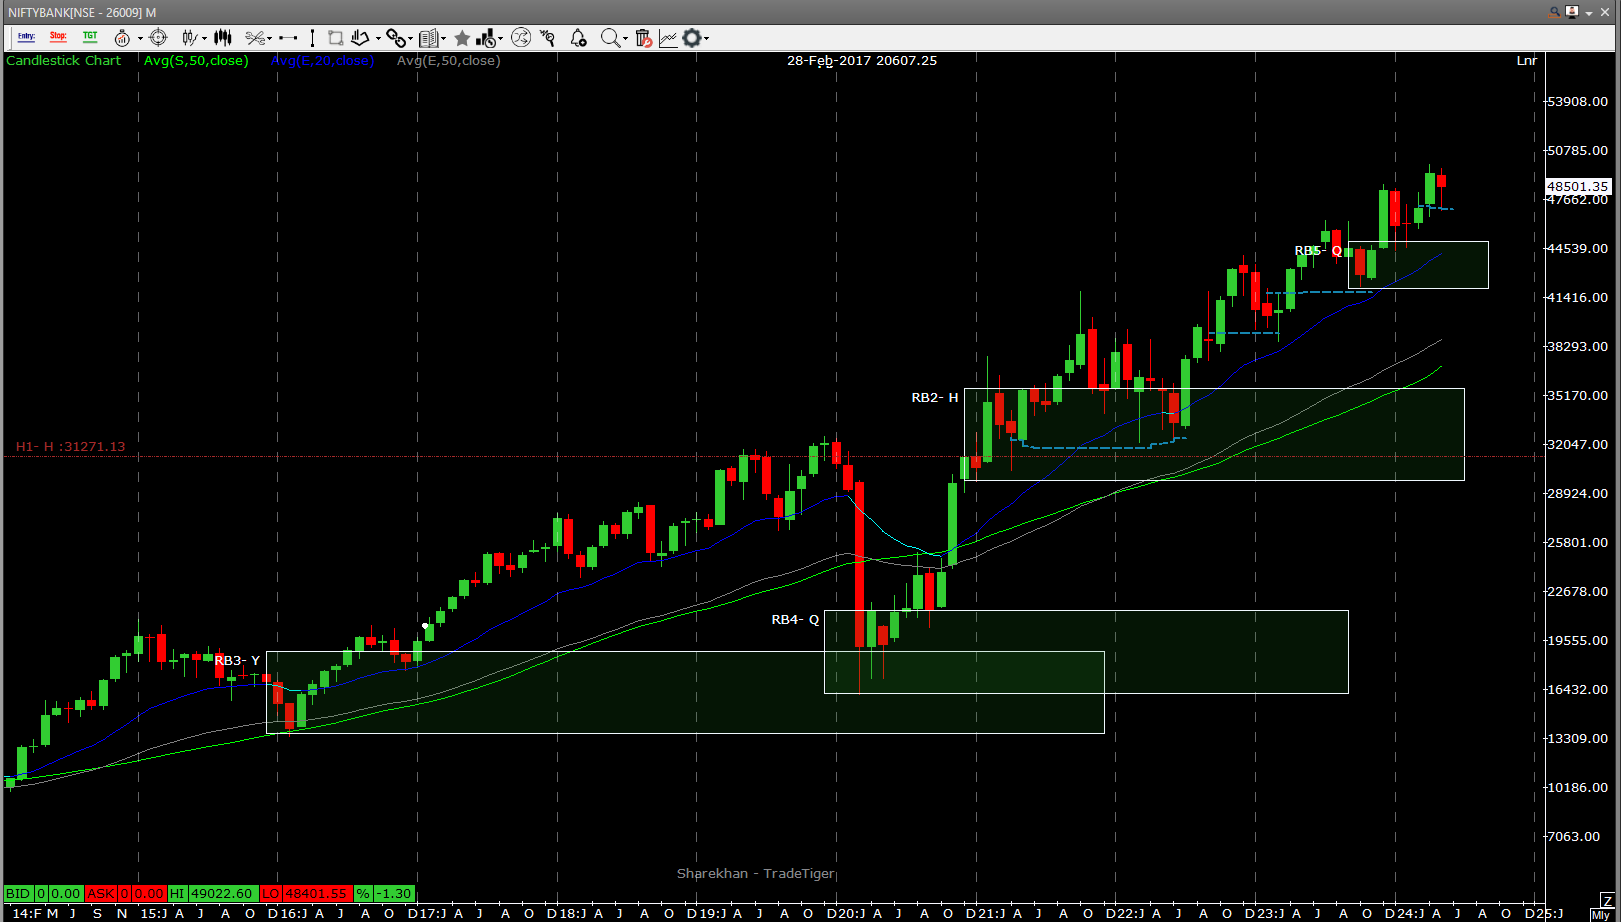 NIFTYBANK[NSE - 26009] M
Entry: Stop: TGT
Candlestick Chart Avg(S,50,close) Avg(E,20,close) Avg(E,50,close) 28-Feb-2017 20607.25 Lnr
53908.00
50785.00
48501.35
47662.00
RB5- Q
44539.00
41416.00
38293.00
RB2- H
35170.00
H1- H :31271.13
32047.00
28924.00
25801.00
22678.00
RB4- Q
19555.00
RB3- Y
16432.00
13309.00
10186.00
7063.00
Sharekhan - TradeTiger
BID 0 0.00 ASK 0 0.00 HI 49022.60 LO 48401.55 % -1.30
Z
14:F M J S N 15:J A J A O D 16:J A J A O D 17:J A J A O D 18:J A J A O D 19:J A J A O D 20:J A J A O D 21:J A J A O D 22:J A J A O D 23:J A J A O D 24:J A J A O D 25:J Mly